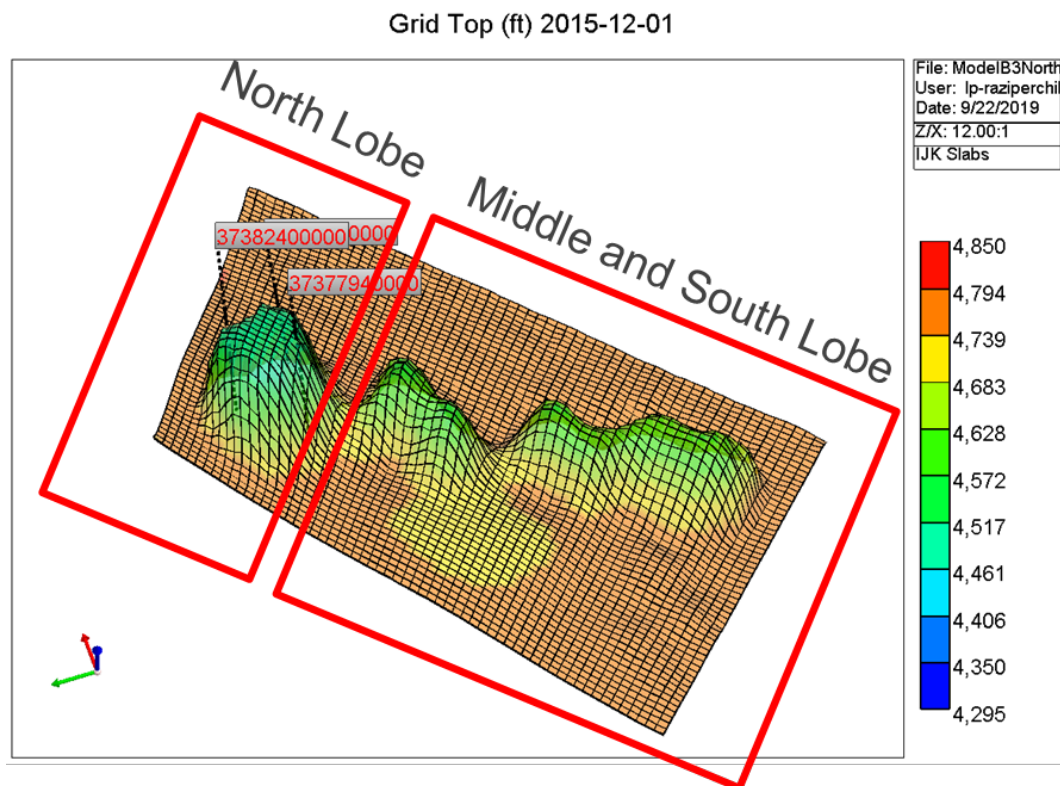 Grid Top (ft) 2015-12-01
File: ModelB3North
User: lp-raziperchil
Date: 9/22/2019
Z/X: 12.00:1
IJK Slabs
North Lobe
Middle and South Lobe
37382400000
0000
37377940000
4,850
4,794
4,739
4,683
4,628
4,572
4,517
4,461
4,406
4,350
4,295